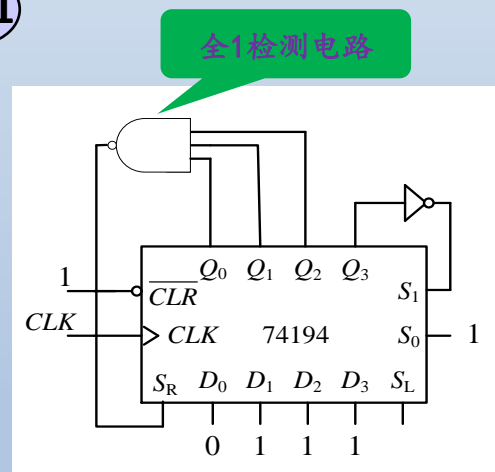 1
全1检测电路
Q0 Q1 Q2 Q3
1
CLR
S1
CLK
CLK 74194 S0 1
SR D0 D1 D2 D3 SL
0 1 1 1